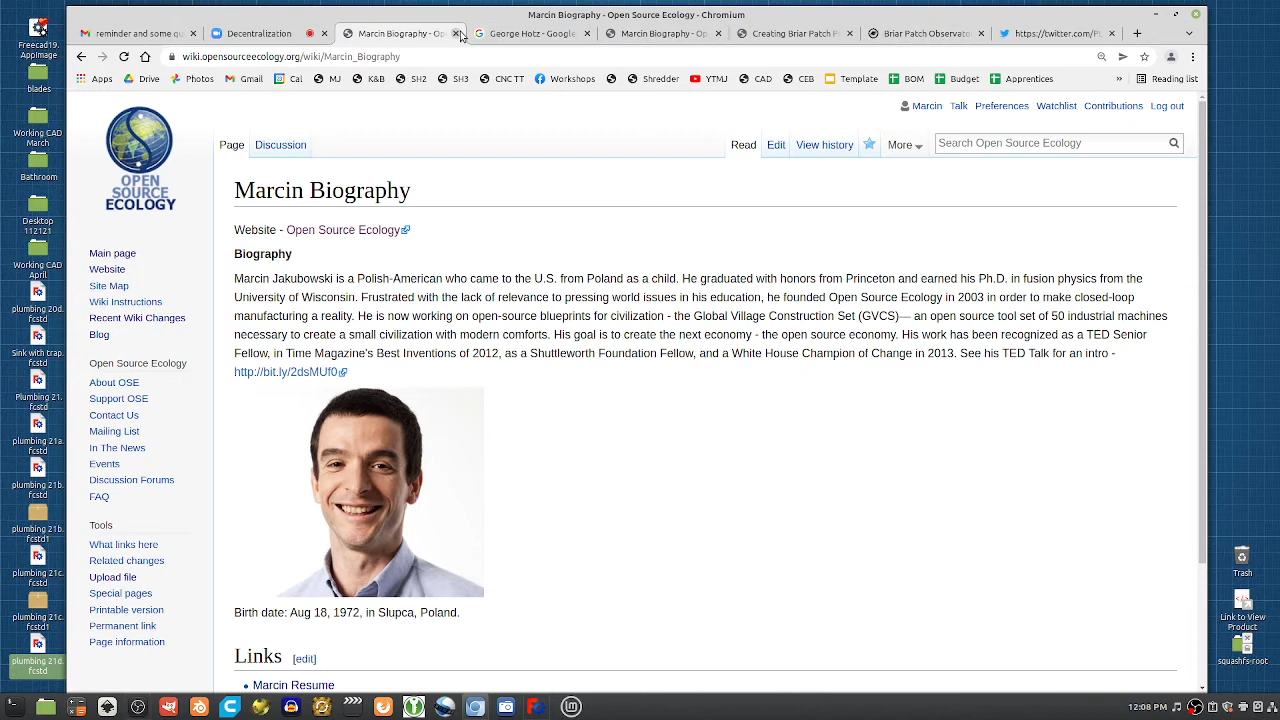 Marcin Biography - Open Source Ecology - Chromium
reminder and some qu
Decentralization
Marcin Biography - Op
George Hotz - Google
Marcin Biography - Op
Creating Briar Patch P
Briar Patch Observato
https://twitter.com/PL
wiki.opensourceecology.org/wiki/Marcin_Biography
Apps Drive Photos Gmail Cal MJ K&B SH2 SH3 CNC TT Workshops Shredder YTMJ CAD CEB Template BOM Budget Apprentices » Reading list
Marcin Talk Preferences Watchlist Contributions Log out
Page Discussion Read Edit View history More Search Open Source Ecology
OPEN
SOURCE
ECOLOGY
Main page
Website
Site Map
Wiki Instructions
Recent Wiki Changes
Blog
Open Source Ecology
About OSE
Support OSE
Contact Us
Mailing List
In The News
Events
Discussion Forums
FAQ
Tools
What links here
Related changes
Upload file
Special pages
Printable version
Permanent link
Page information
Marcin Biography
Website - Open Source Ecology
Biography
Marcin Jakubowski is a Polish-American who came to the U.S. from Poland as a child. He graduated with honors from Princeton and earned his Ph.D. in fusion physics from the
University of Wisconsin. Frustrated with the lack of relevance to pressing world issues in his education, he founded Open Source Ecology in 2003 in order to make closed-loop
manufacturing a reality. He is now working on open-source blueprints for civilization - the Global Village Construction Set (GVCS)— an open source tool set of 50 industrial machines
necessary to create a small civilization with modern comforts. His goal is to create the next economy - the open source economy. His work has been recognized as a TED Senior
Fellow, in Time Magazine's Best Inventions of 2012, as a Shuttleworth Foundation Fellow, and a White House Champion of Change in 2013. See his TED Talk for an intro -
http://bit.ly/2dsMUf0
Birth date: Aug 18, 1972, in Slupca, Poland.
Links [edit]
Marcin Resume
Freecad19.
AppImage
blades
Working CAD
March
Bathroom
Desktop
112121
Working CAD
April
plumbing 20d.
fcstd
Sink with trap.
fcstd
Plumbing 21.
fcstd
plumbing 21a.
fcstd
plumbing 21b.
fcstd
plumbing 21b.
fcstd1
plumbing 21c.
fcstd
plumbing 21c.
fcstd1
plumbing 21d.
fcstd
Trash
Link to View
Product
squashfs-root
12:08 PM